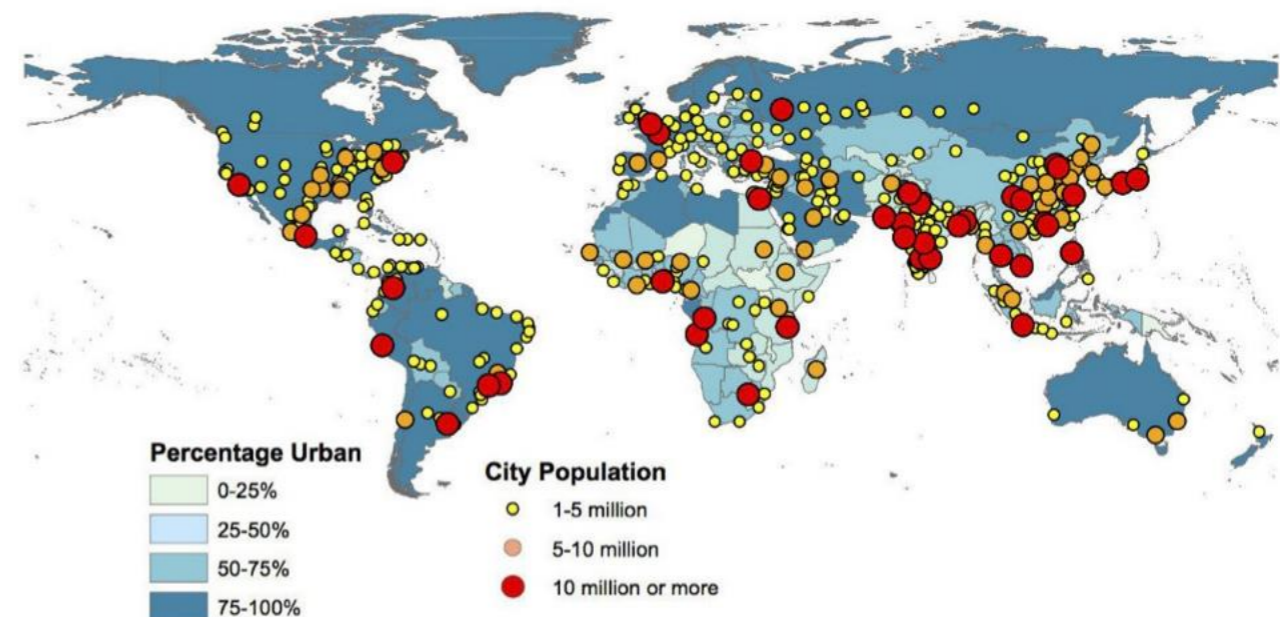 Percentage Urban
0-25%
25-50%
50-75%
75-100%
City Population
1-5 million
5-10 million
10 million or more